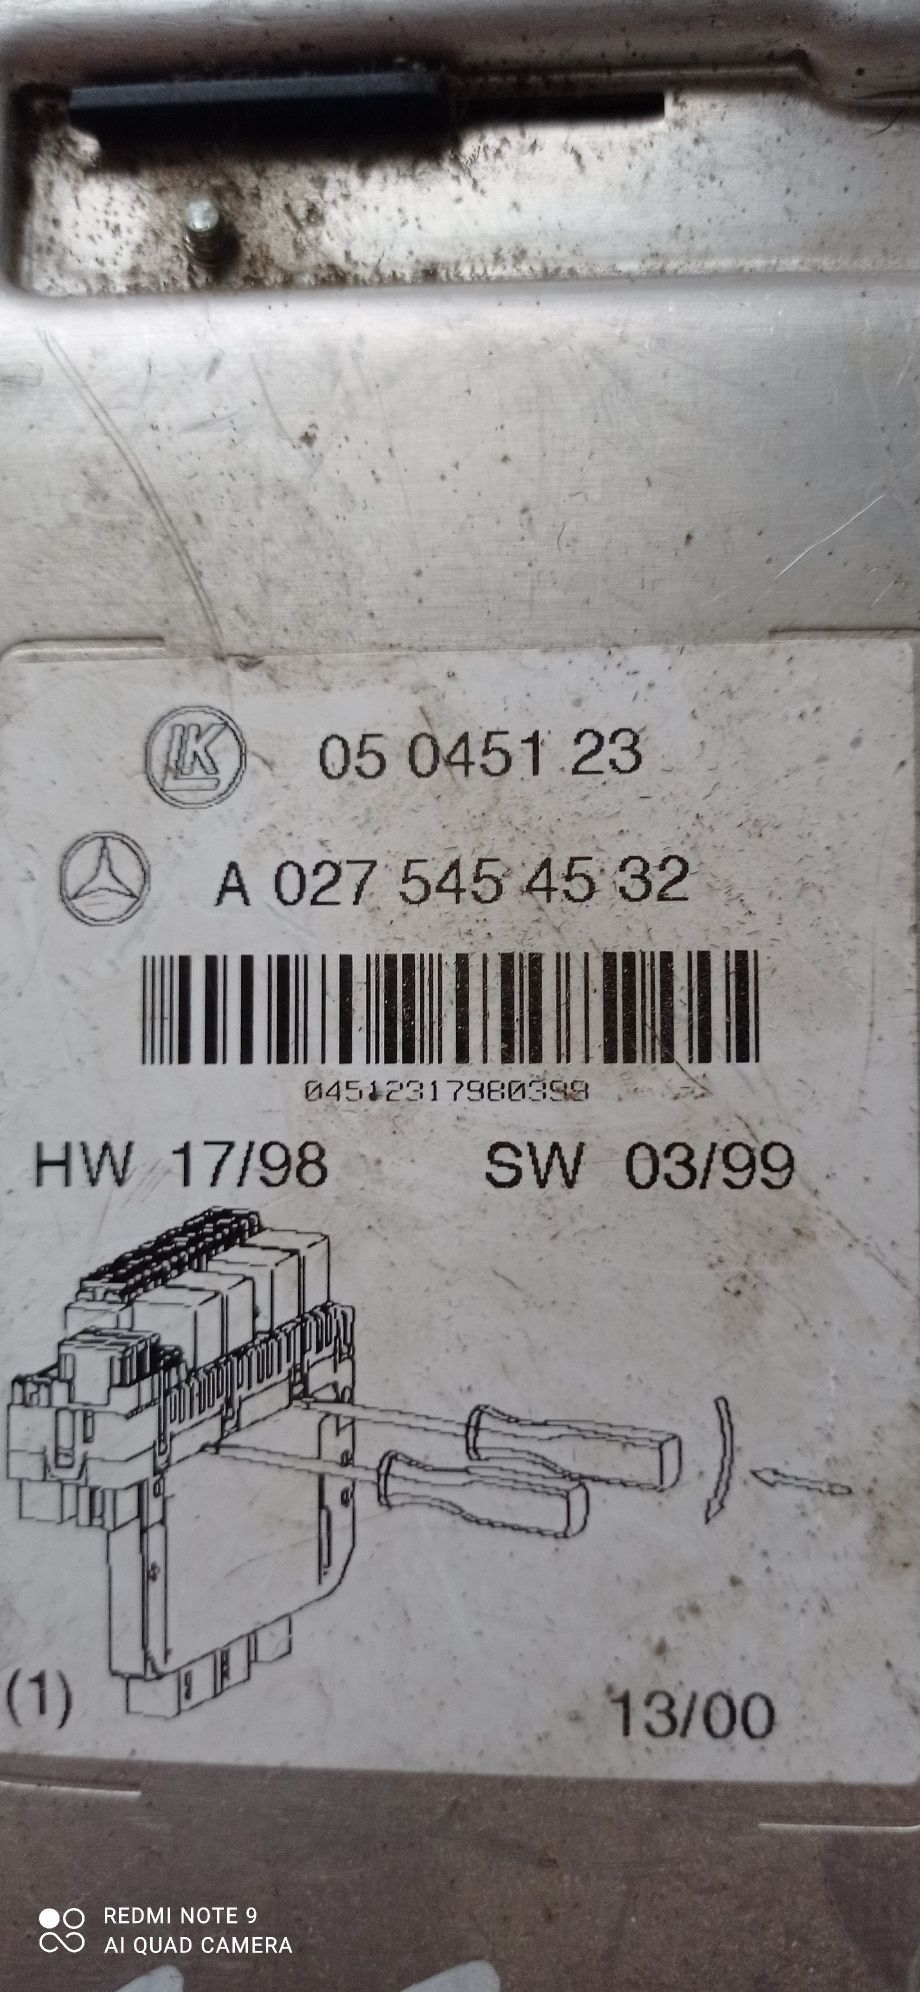 LK 05 0451 23
A 027 545 45 32
04512317980399
HW 17/98 SW 03/99
(1) 13/00
REDMI NOTE 9
AI QUAD CAMERA